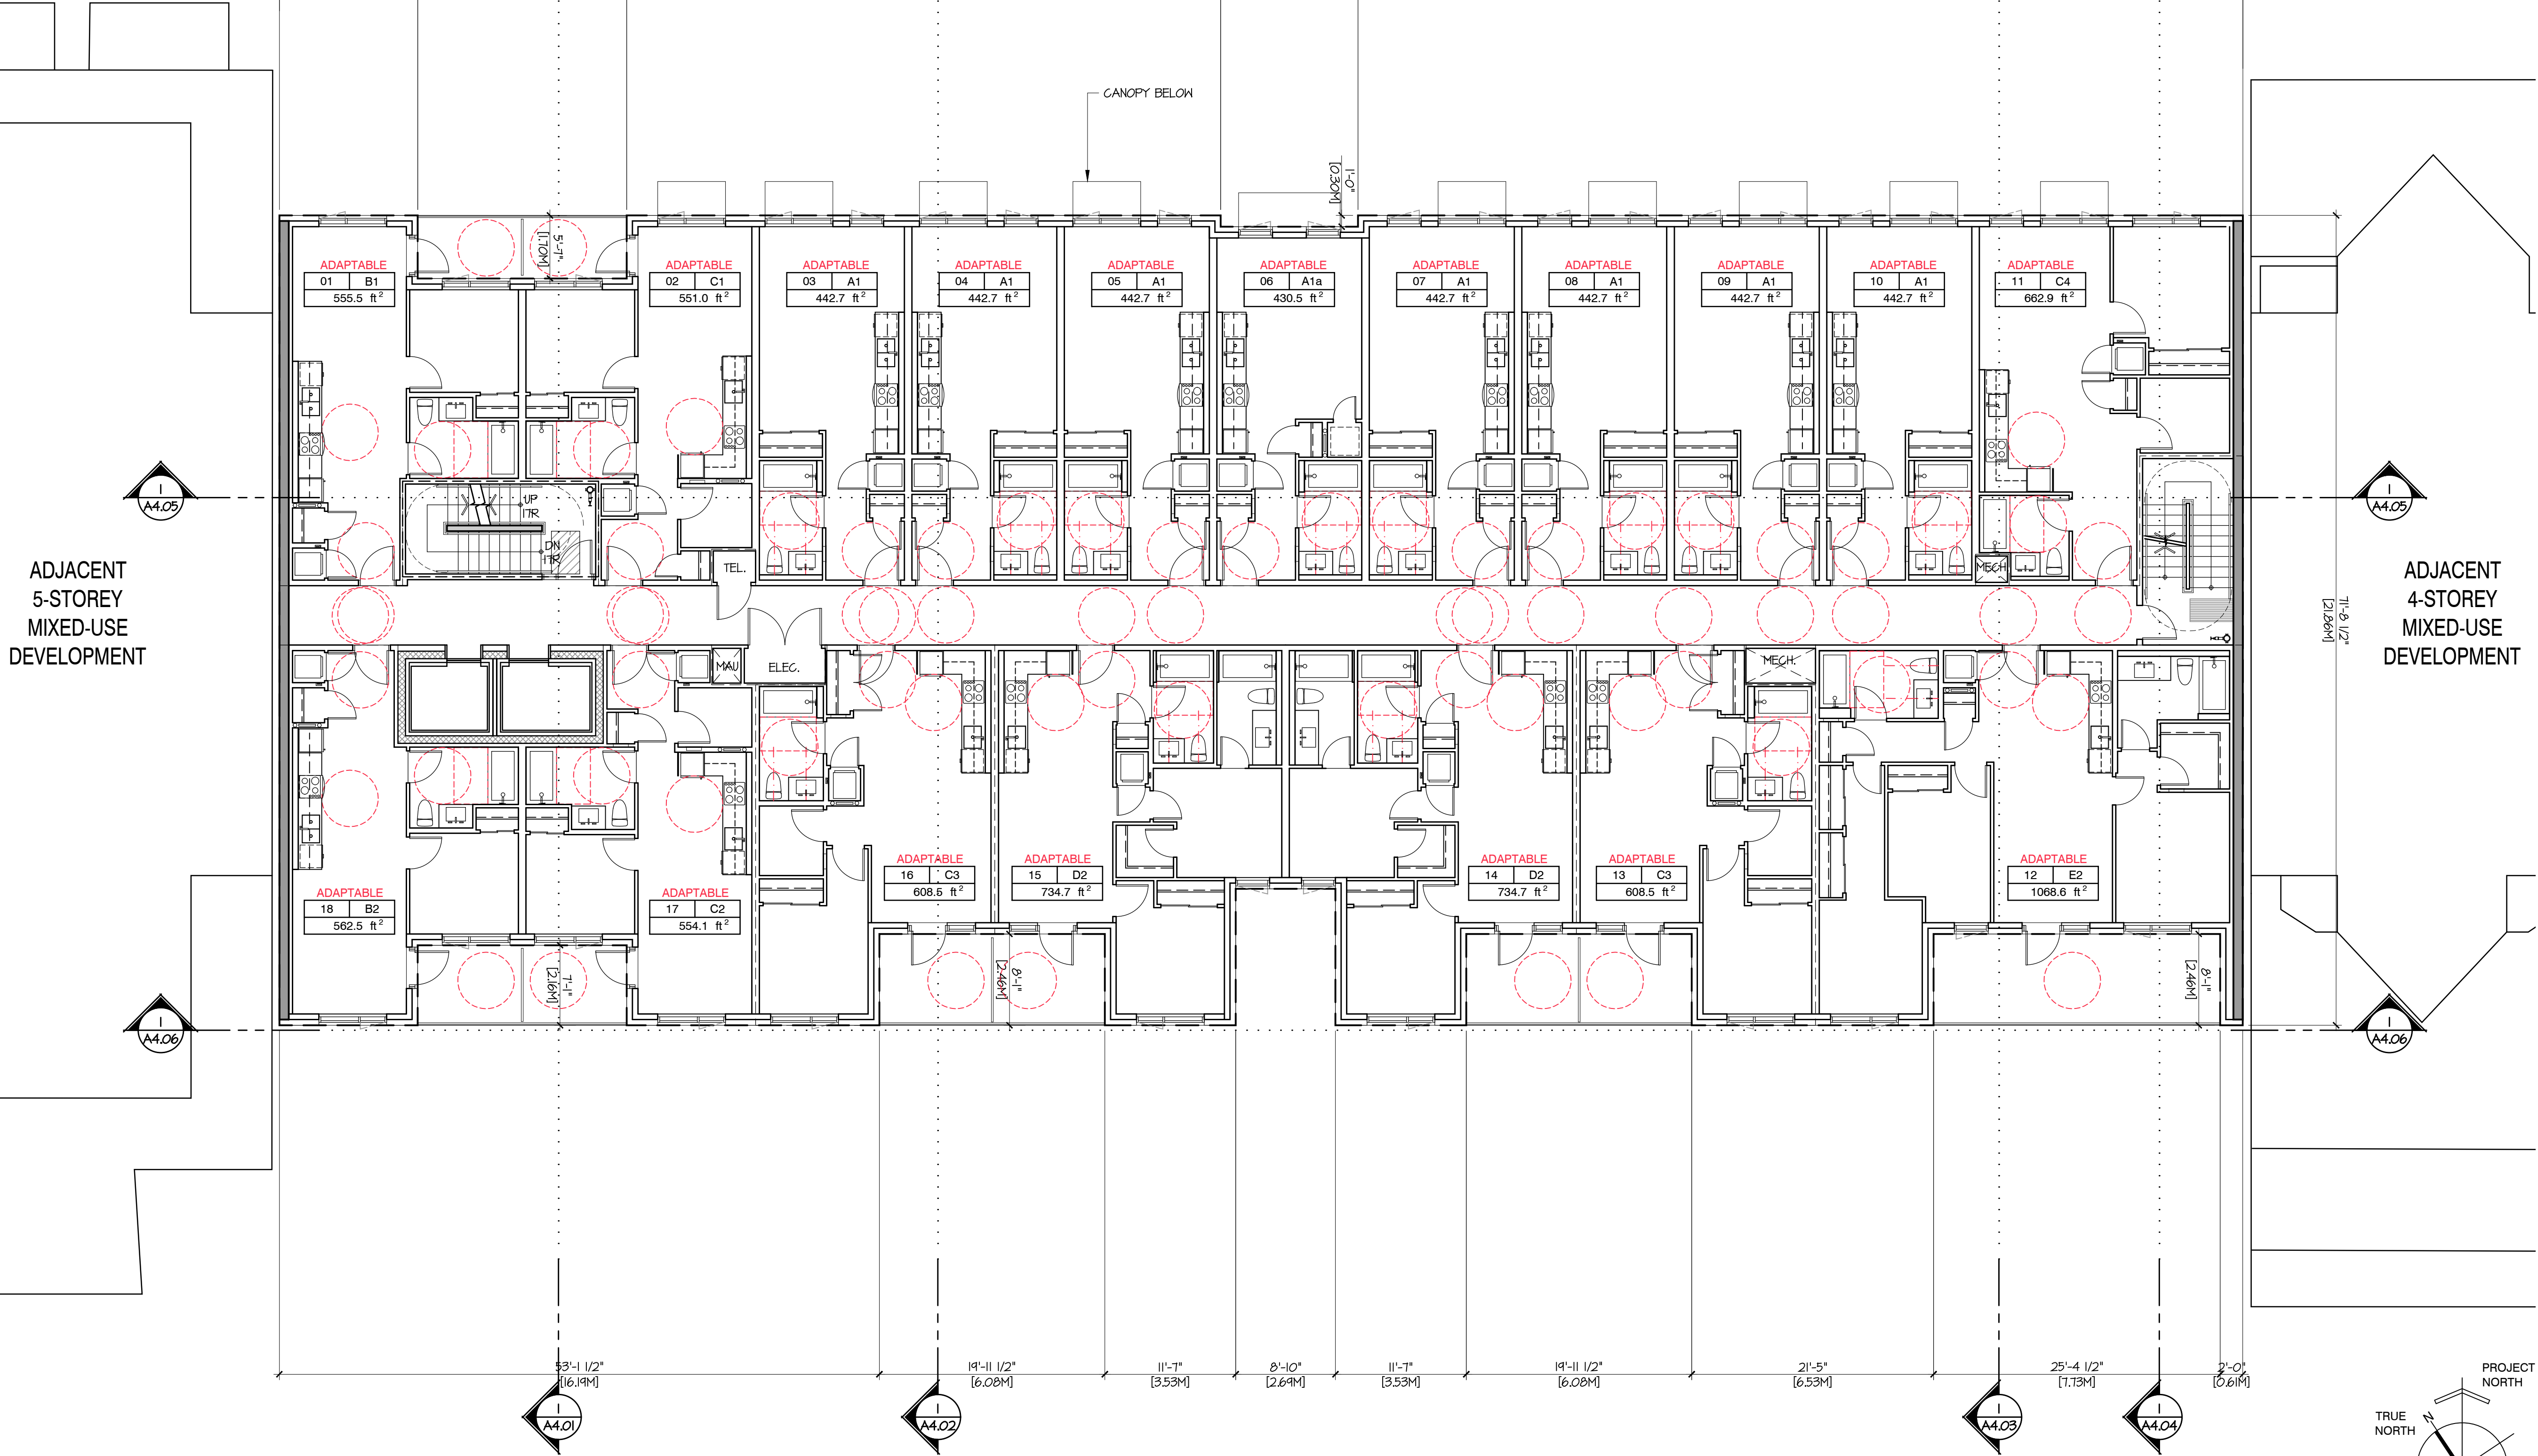 CANOPY BELOW
1'-0"
[0.30M]
5'-7"
[1.70M]
ADAPTABLE
01 B1
555.5 ft²
ADAPTABLE
02 C1
551.0 ft²
ADAPTABLE
03 A1
442.7 ft²
ADAPTABLE
04 A1
442.7 ft²
ADAPTABLE
05 A1
442.7 ft²
ADAPTABLE
06 A1a
430.5 ft²
ADAPTABLE
07 A1
442.7 ft²
ADAPTABLE
08 A1
442.7 ft²
ADAPTABLE
09 A1
442.7 ft²
ADAPTABLE
10 A1
442.7 ft²
ADAPTABLE
11 C4
662.9 ft²
1
A4.05
UP
17R
DN
17R
TEL.
MECH
1
A4.05
ADJACENT
5-STOREY
MIXED-USE
DEVELOPMENT
ADJACENT
4-STOREY
MIXED-USE
DEVELOPMENT
71'-8 1/2"
[21.86M]
MAU
ELEC.
MECH.
ADAPTABLE
18 B2
562.5 ft²
ADAPTABLE
17 C2
554.1 ft²
ADAPTABLE
16 C3
608.5 ft²
ADAPTABLE
15 D2
734.7 ft²
ADAPTABLE
14 D2
734.7 ft²
ADAPTABLE
13 C3
608.5 ft²
ADAPTABLE
12 E2
1068.6 ft²
7'-1"
[2.16M]
8'-1"
[2.46M]
8'-1"
[2.46M]
1
A4.06
1
A4.06
53'-1 1/2"
[16.19M]
19'-11 1/2"
[6.08M]
11'-7"
[3.53M]
8'-10"
[2.69M]
11'-7"
[3.53M]
19'-11 1/2"
[6.08M]
21'-5"
[6.53M]
25'-4 1/2"
[7.73M]
2'-0"
[0.61M]
A4.01
A4.02
A4.03
A4.04
PROJECT
NORTH
TRUE
NORTH
N